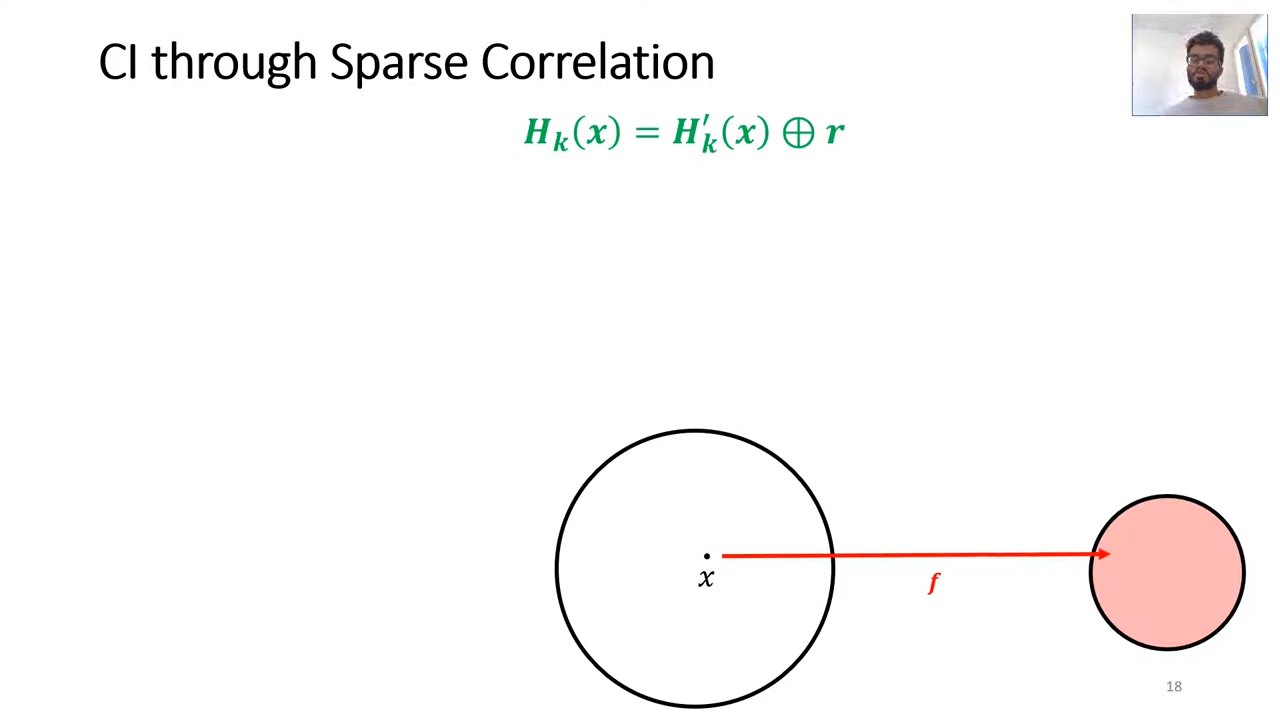 CI through Sparse Correlation
H_k(x) = H'_k(x) ⊕ r
x
f
18